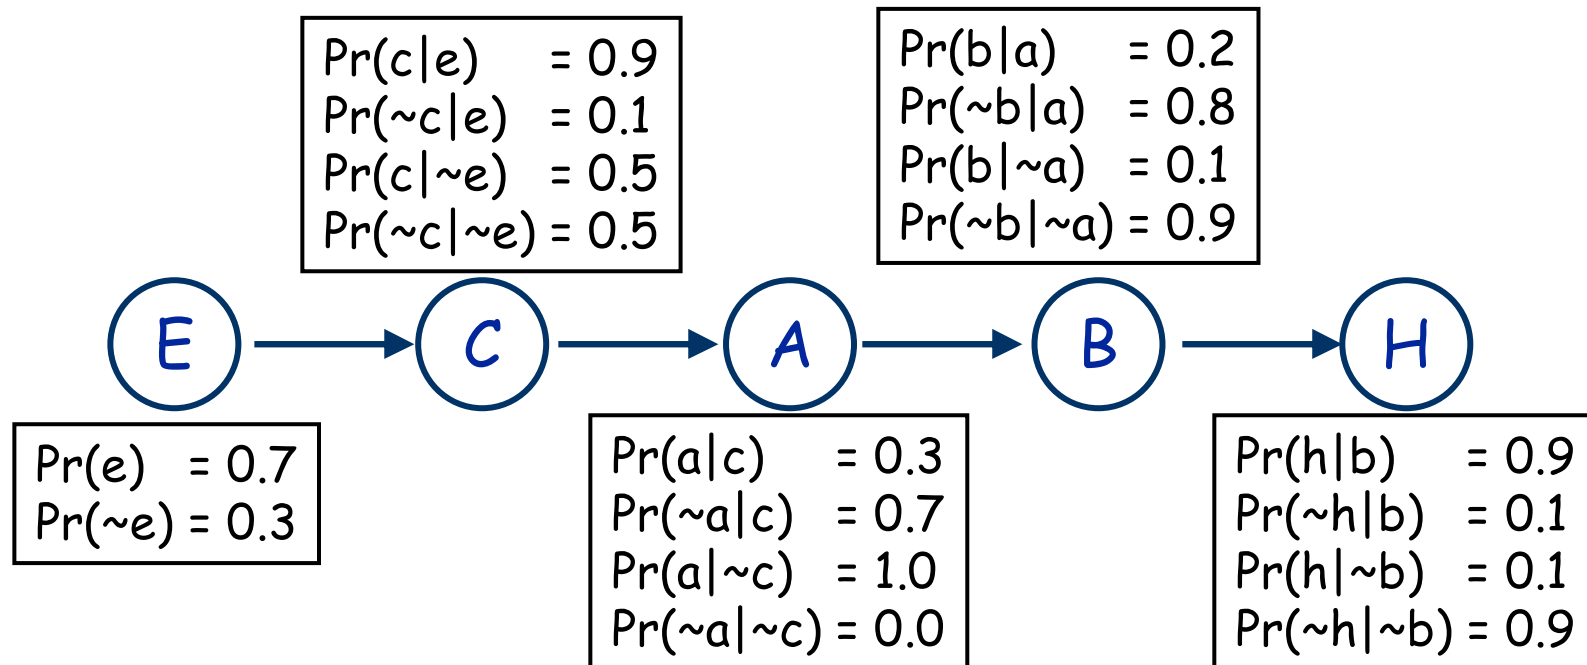 Pr(c|e) = 0.9
Pr(~c|e) = 0.1
Pr(c|~e) = 0.5
Pr(~c|~e) = 0.5
Pr(b|a) = 0.2
Pr(~b|a) = 0.8
Pr(b|~a) = 0.1
Pr(~b|~a) = 0.9
E
C
A
B
H
Pr(e) = 0.7
Pr(~e) = 0.3
Pr(a|c) = 0.3
Pr(~a|c) = 0.7
Pr(a|~c) = 1.0
Pr(~a|~c) = 0.0
Pr(h|b) = 0.9
Pr(~h|b) = 0.1
Pr(h|~b) = 0.1
Pr(~h|~b) = 0.9